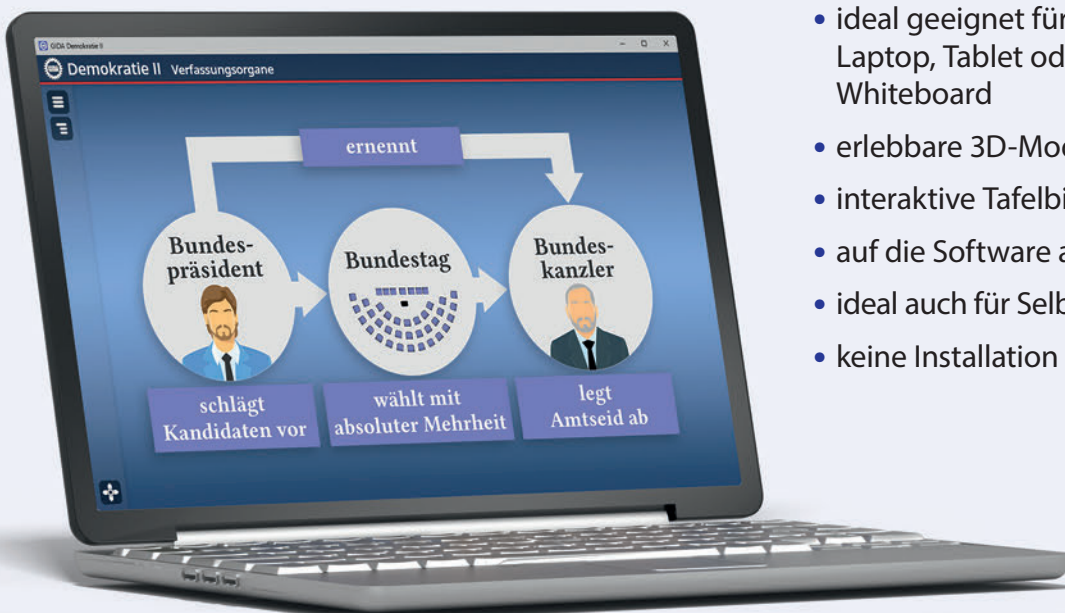 GIDA Demokratie II
Demokratie II Verfassungsorgane
ernennt
Bundes-
präsident
Bundestag
Bundes-
kanzler
schlägt
Kandidaten vor
wählt mit
absoluter Mehrheit
legt
Amtseid ab
• ideal geeignet für
Laptop, Tablet od
Whiteboard
• erlebbare 3D-Mod
• interaktive Tafelbi
• auf die Software a
• ideal auch für Selb
• keine Installation